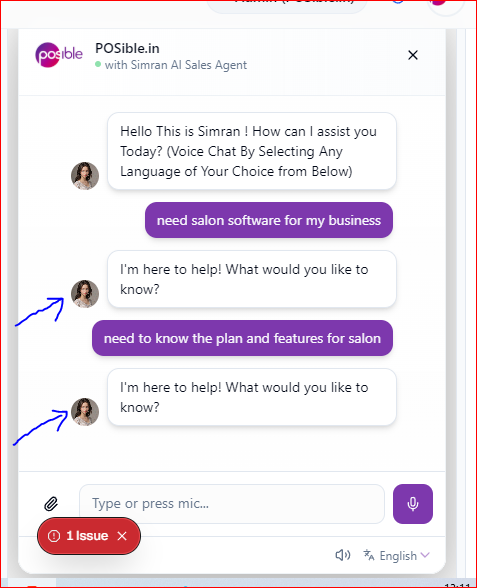 posible
POSible.in
with Simran AI Sales Agent
Hello This is Simran ! How can I assist you
Today? (Voice Chat By Selecting Any
Language of Your Choice from Below)
need salon software for my business
I'm here to help! What would you like to
know?
need to know the plan and features for salon
I'm here to help! What would you like to
know?
Type or press mic...
1 Issue
English